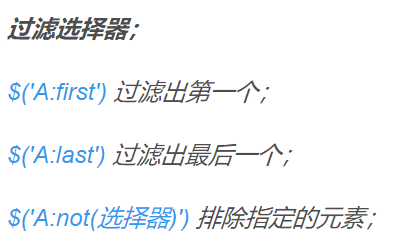 过滤选择器；
$('A:first') 过滤出第一个；
$('A:last') 过滤出最后一个；
$('A:not(选择器)') 排除指定的元素；